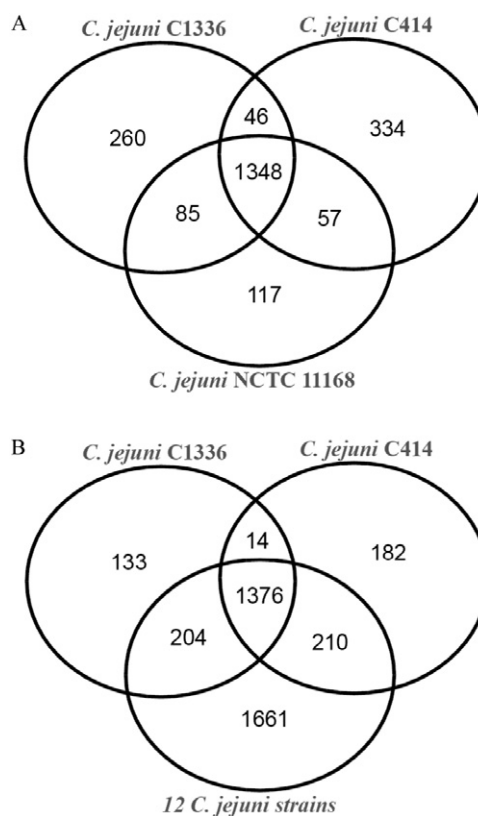 A
C. jejuni C1336
C. jejuni C414
46
260
334
1348
85
57
117
C. jejuni NCTC 11168
B
C. jejuni C1336
C. jejuni C414
14
133
182
1376
204
210
1661
12 C. jejuni strains